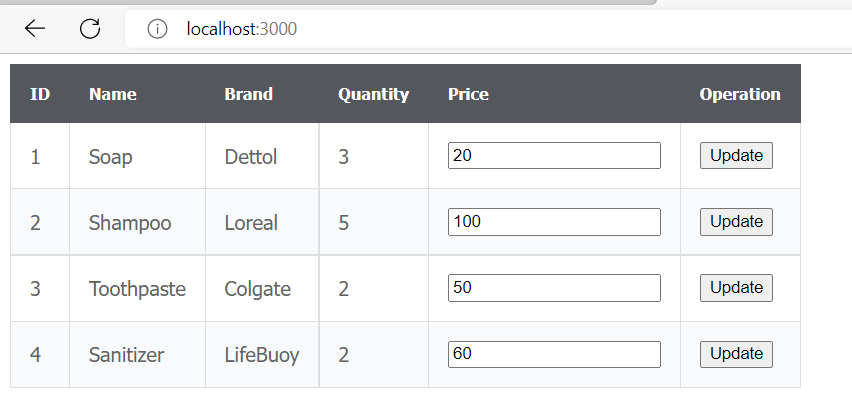 localhost:3000
ID Name Brand Quantity Price Operation
1 Soap Dettol 3 20 Update
2 Shampoo Loreal 5 100 Update
3 Toothpaste Colgate 2 50 Update
4 Sanitizer LifeBuoy 2 60 Update